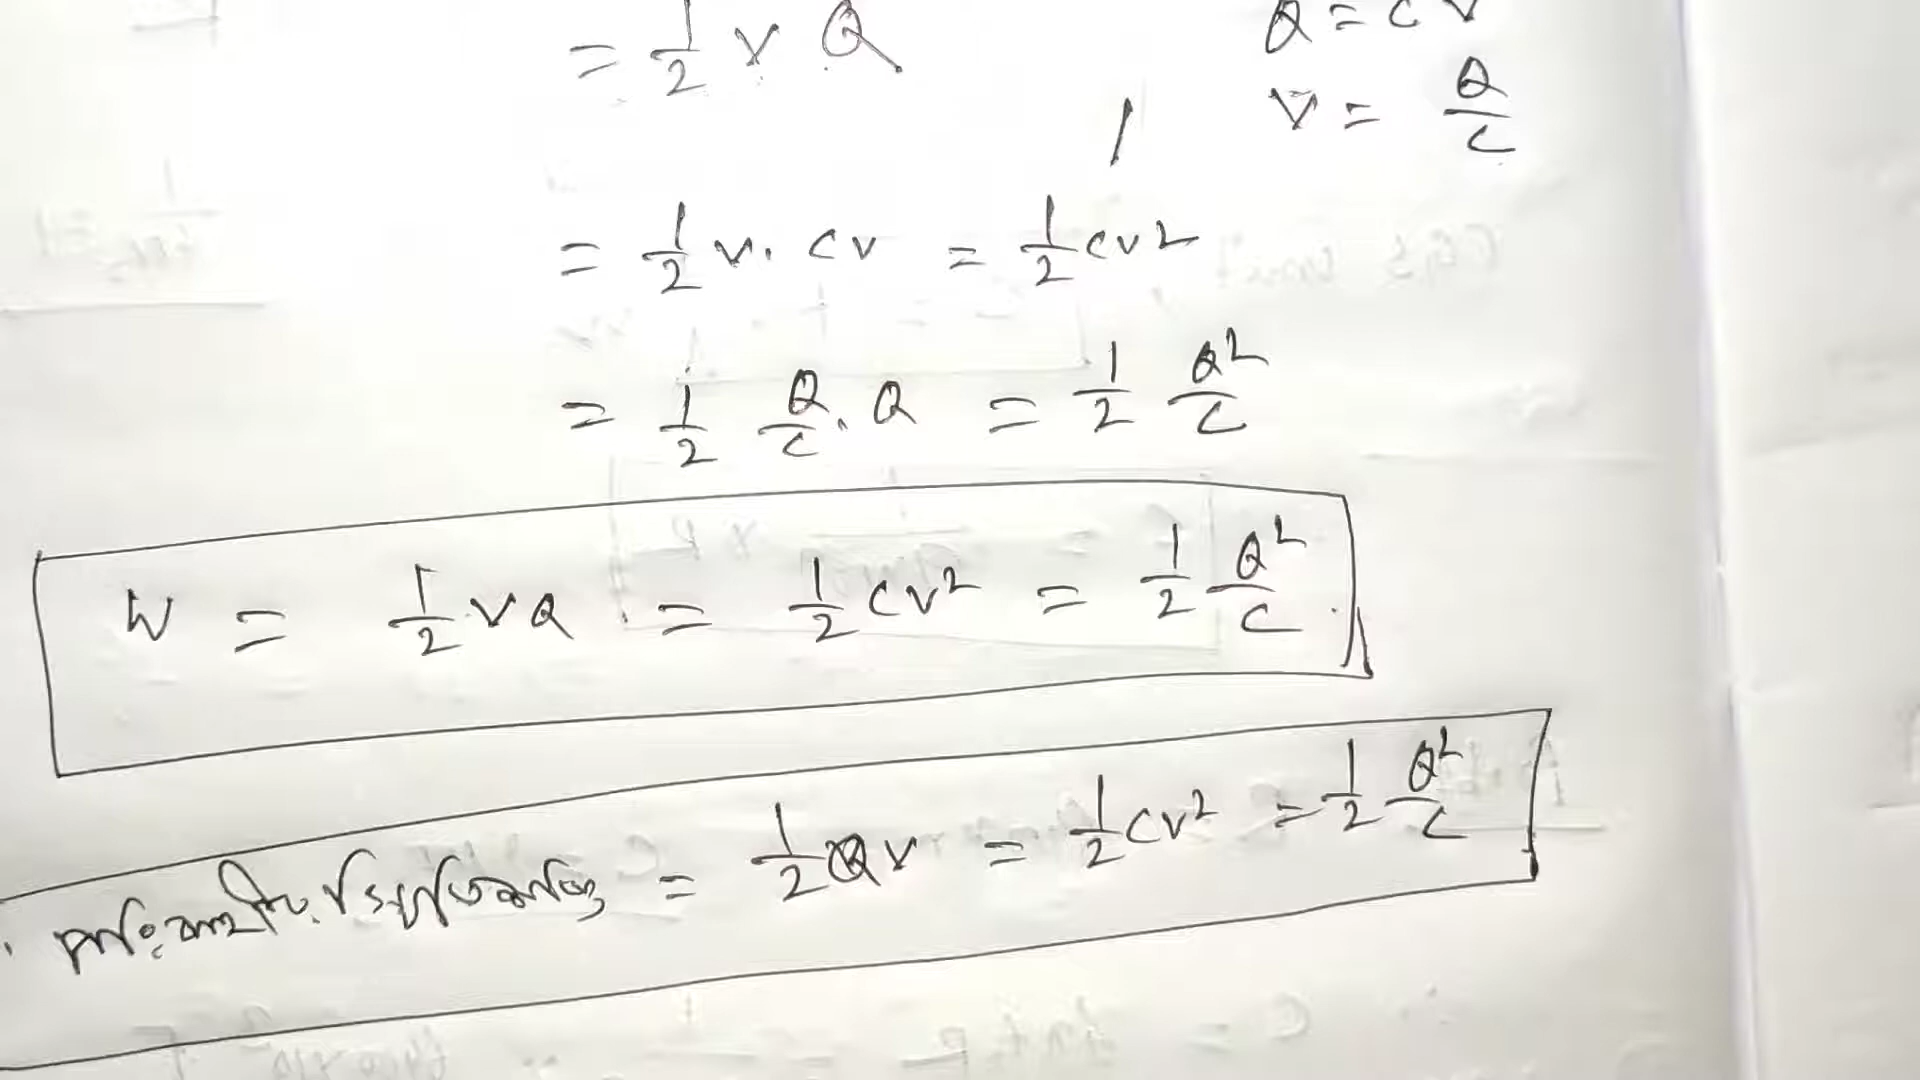 = 1/2 V Q
Q = CV
V = Q/C
= 1/2 V. CV = 1/2 CV²
= 1/2 Q/C . Q = 1/2 Q²/C
W = 1/2 VQ = 1/2 CV² = 1/2 Q²/C
= 1/2 QV = 1/2 CV² = 1/2 Q²/C